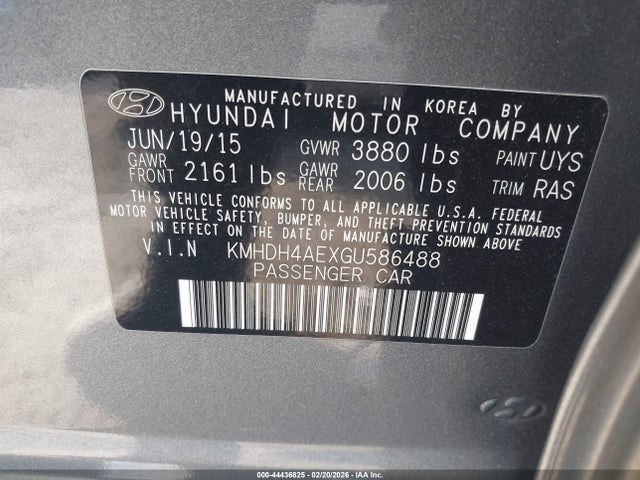 MANUFACTURED IN KOREA BY
HYUNDAI MOTOR COMPANY
JUN/19/15 GVWR 3880 lbs PAINT UYS
GAWR FRONT 2161 lbs GAWR REAR 2006 lbs TRIM RAS
THIS VEHICLE CONFORMS TO ALL APPLICABLE U.S.A. FEDERAL
MOTOR VEHICLE SAFETY, BUMPER, AND THEFT PREVENTION STANDARDS
IN EFFECT ON THE DATE OF MANUFACTURE SHOWN ABOVE.
V.I.N KMHDH4AEXGU586488
PASSENGER CAR
000-44436825 - 02/20/2026 - COPYRIGHT IAA, LLC.